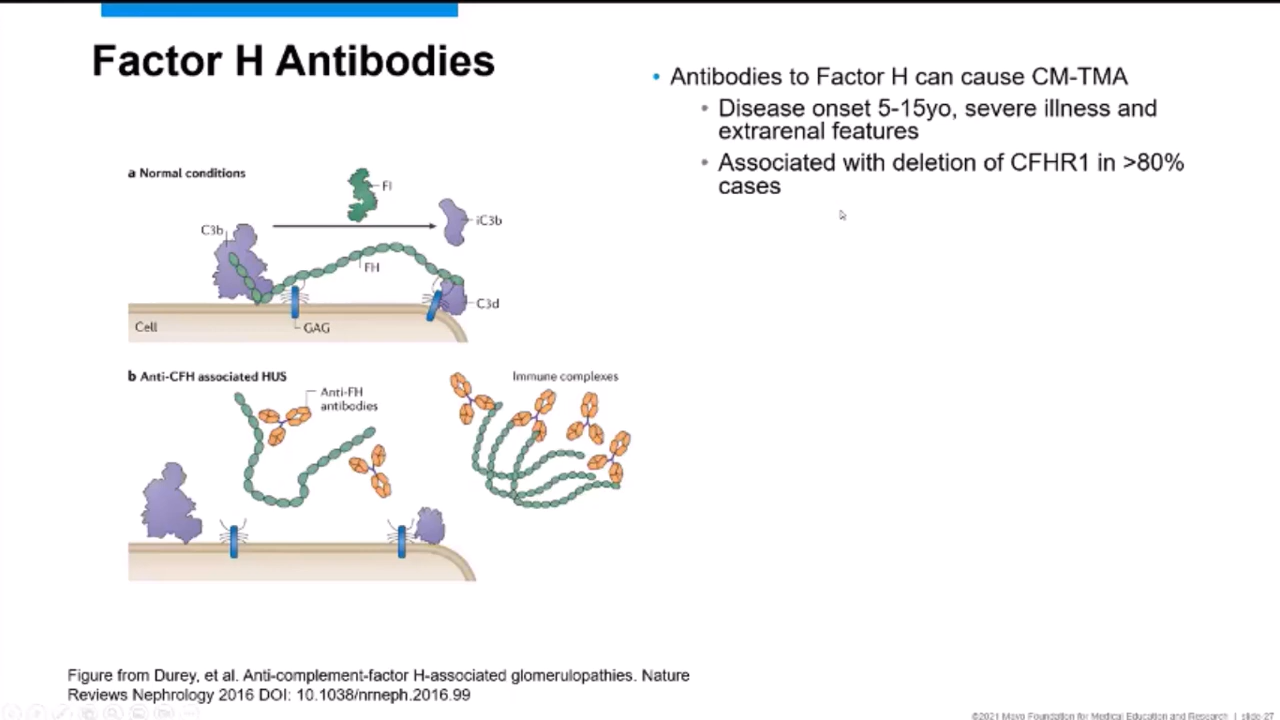 Factor H Antibodies
• Antibodies to Factor H can cause CM-TMA
• Disease onset 5-15yo, severe illness and
extrarenal features
• Associated with deletion of CFHR1 in >80%
cases
a Normal conditions
FI
C3b
iC3b
FH
C3d
Cell
GAG
b Anti-CFH associated HUS
Anti-FH
antibodies
Immune complexes
Figure from Durey, et al. Anti-complement-factor H-associated glomerulopathies. Nature
Reviews Nephrology 2016 DOI: 10.1038/nrneph.2016.99
©2021 Mayo Foundation for Medical Education and Research | slide-27